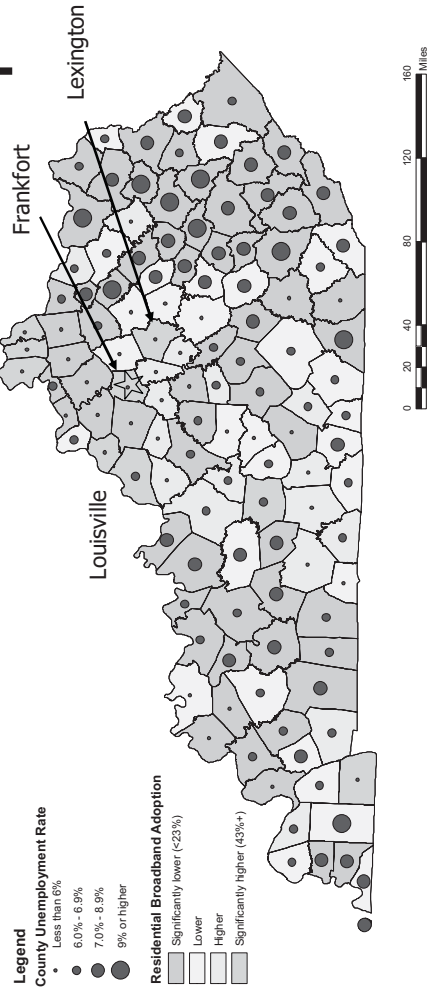 Lexington
Frankfort
Louisville
Legend
County Unemployment Rate
Less than 6%
6.0% - 6.9%
7.0% - 8.9%
9% or higher
Residential Broadband Adoption
Significantly lower (<23%)
Lower
Higher
Significantly higher (43%+)
0 20 40 80 120 160
Miles